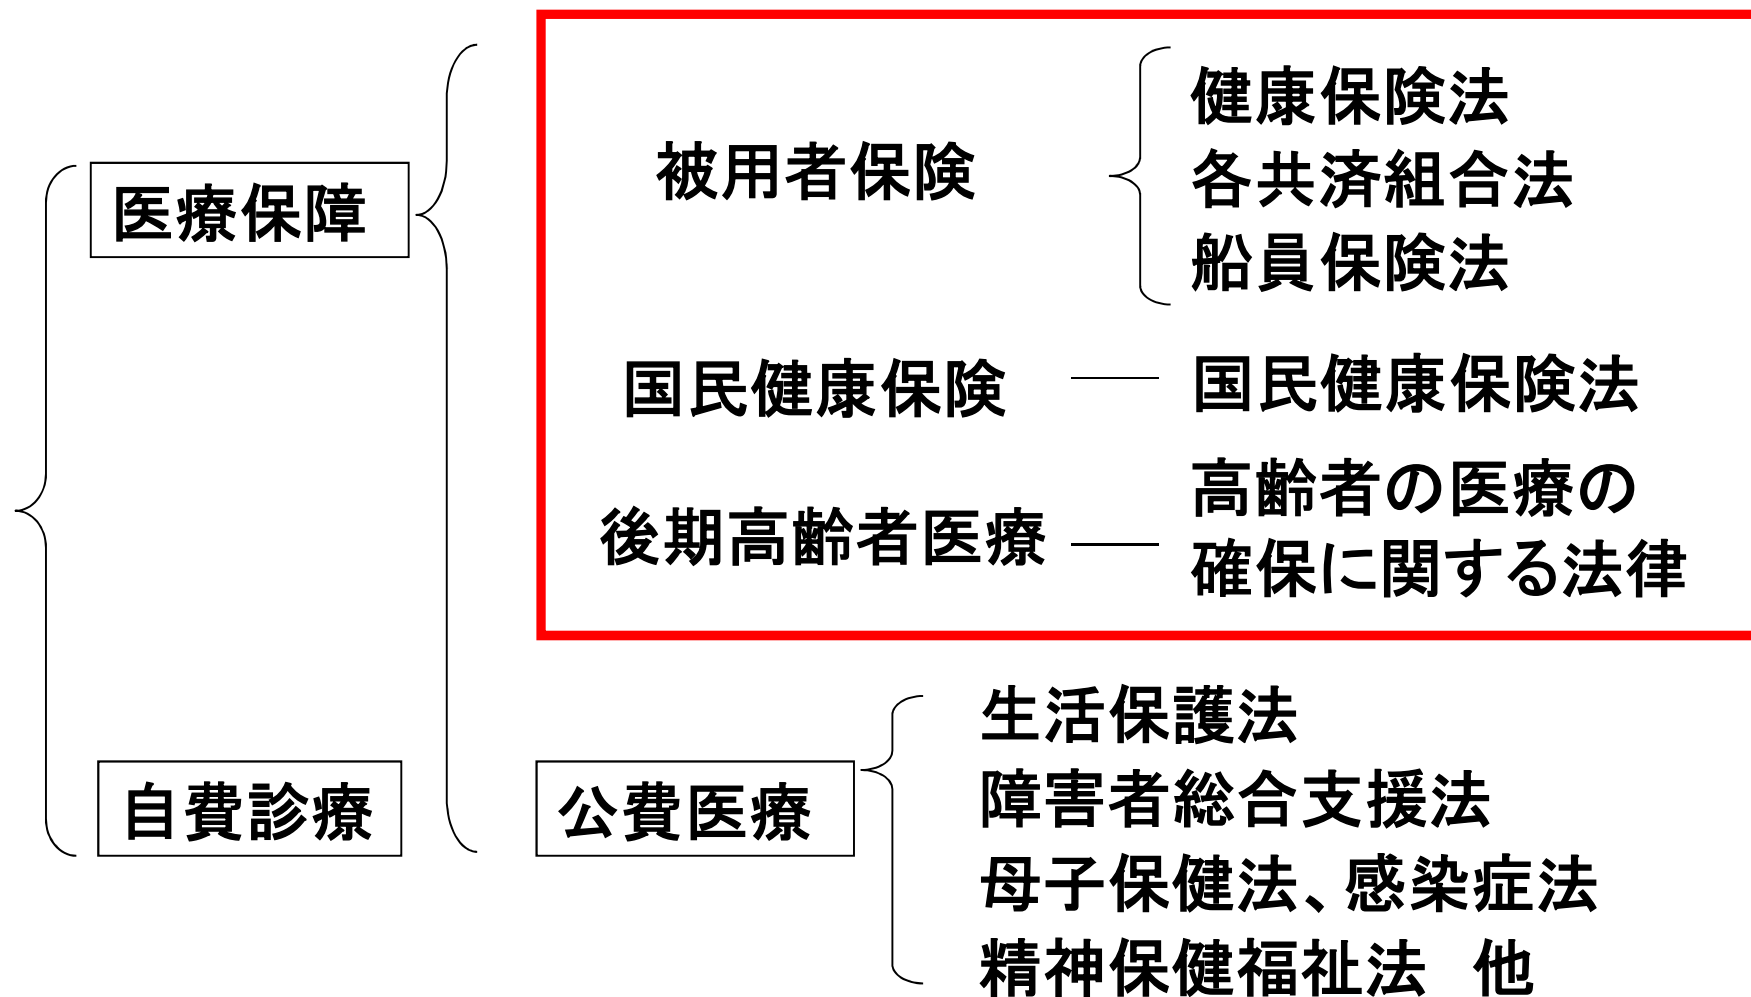 医療保障
被用者保険
健康保険法
各共済組合法
船員保険法
国民健康保険
国民健康保険法
後期高齢者医療
高齢者の医療の
確保に関する法律
自費診療
公費医療
生活保護法
障害者総合支援法
母子保健法、感染症法
精神保健福祉法　他